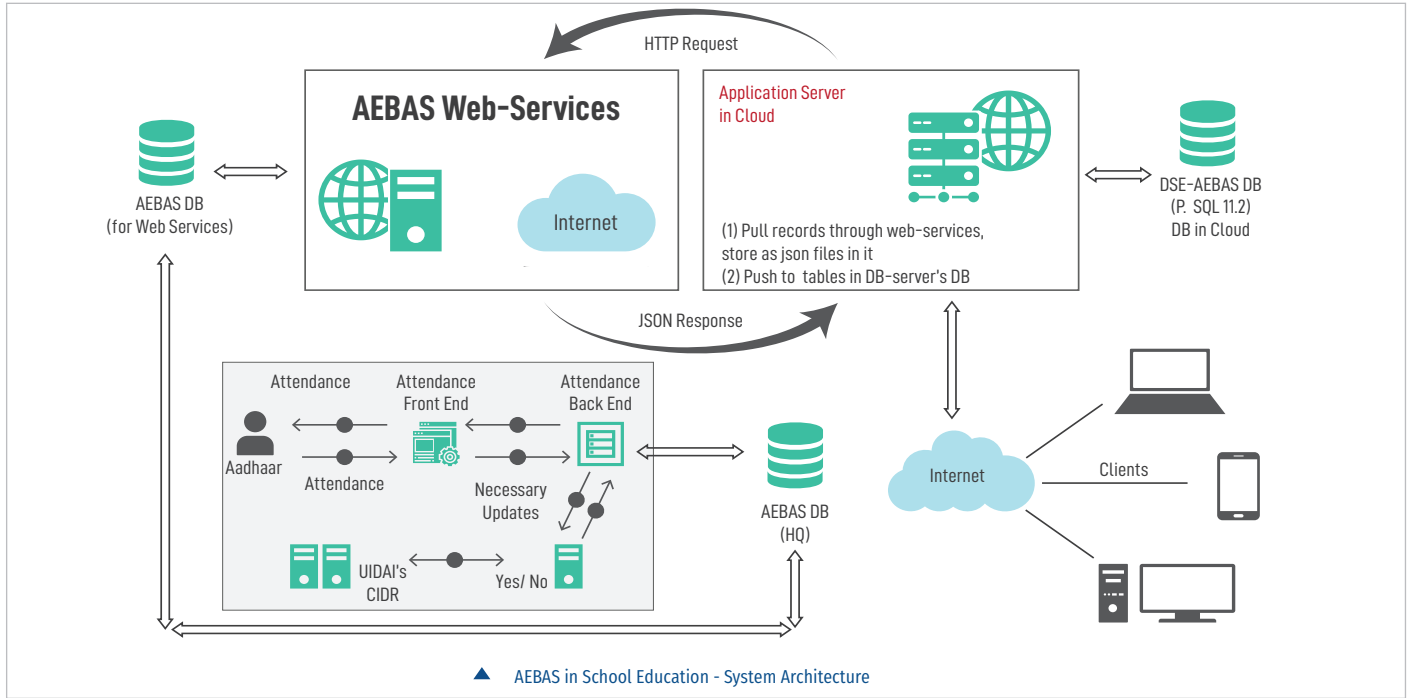 HTTP Request
AEBAS Web-Services
Internet
Application Server
in Cloud
(1) Pull records through web-services,
store as json files in it
(2) Push to tables in DB-server's DB
AEBAS DB
(for Web Services)
DSE-AEBAS DB
(P. SQL 11.2)
DB in Cloud
JSON Response
Attendance
Attendance
Front End
Attendance
Back End
Aadhaar
Attendance
Necessary
Updates
UIDAI's
CIDR
Yes/ No
AEBAS DB
(HQ)
Internet
Clients
AEBAS in School Education - System Architecture